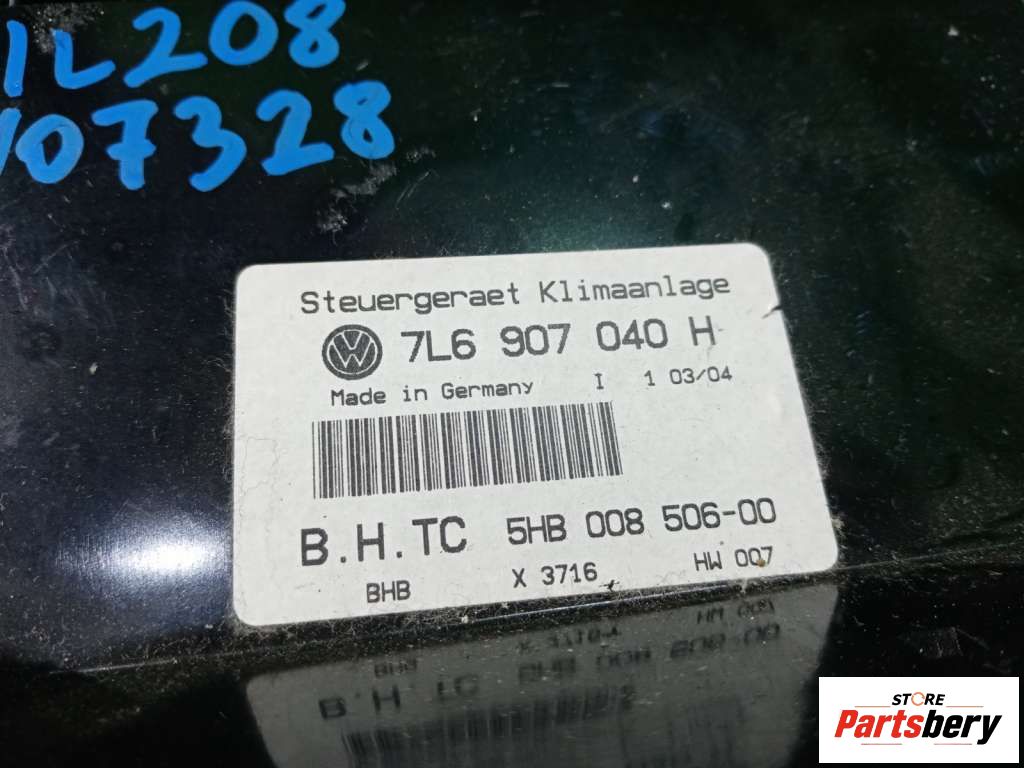 1L208
07328
Steuergeraet Klimaanlage
7L6 907 040 H
Made in Germany I 1 03/04
B.H.TC 5HB 008 506-00
BHB X 3716 HW 007
STORE
Partsbery